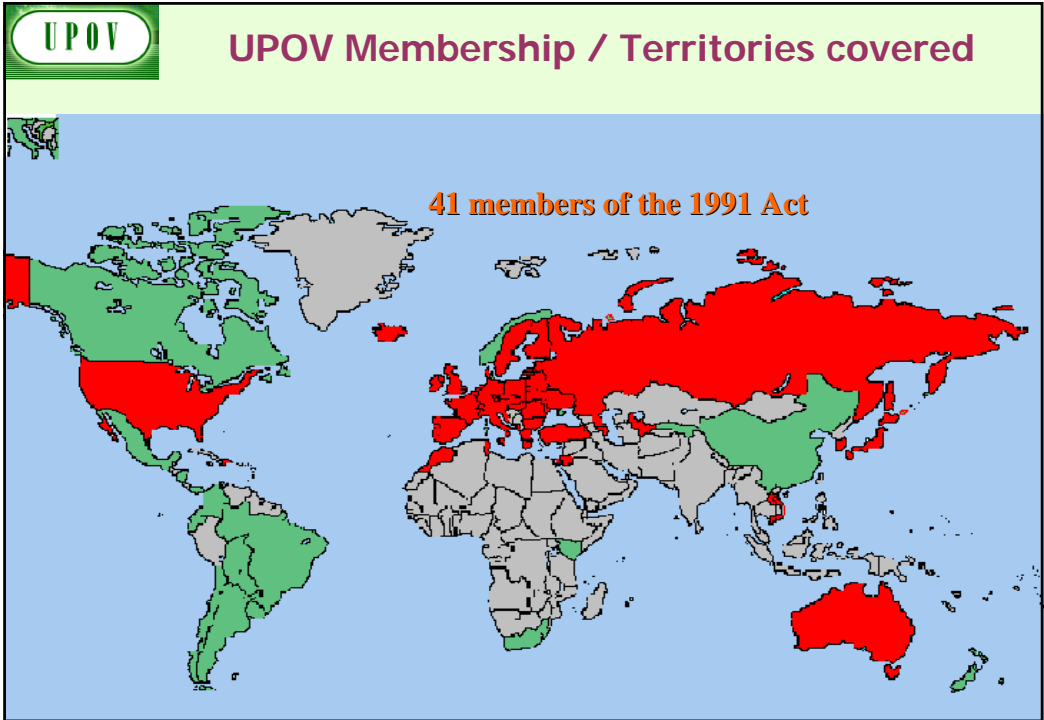 UPOV
UPOV Membership / Territories covered
41 members of the 1991 Act